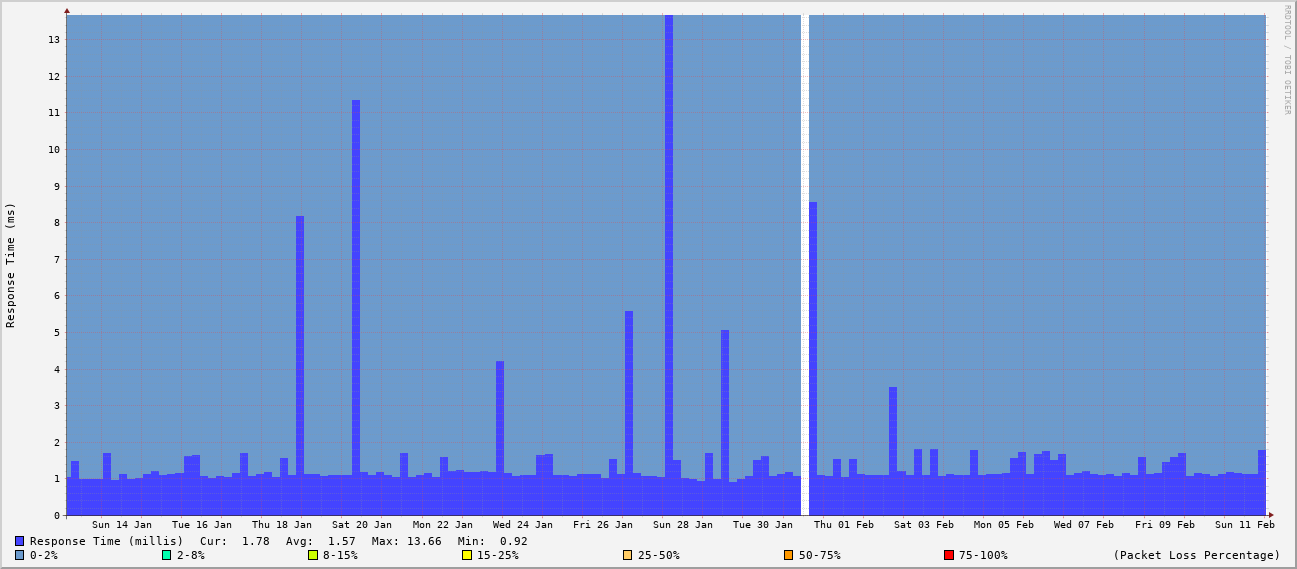 RRDTOOL / TOBI OETIKER
Response Time (ms)
13
12
11
10
9
8
7
6
5
4
3
2
1
0
Sun 14 Jan Tue 16 Jan Thu 18 Jan Sat 20 Jan Mon 22 Jan Wed 24 Jan Fri 26 Jan Sun 28 Jan Tue 30 Jan Thu 01 Feb Sat 03 Feb Mon 05 Feb Wed 07 Feb Fri 09 Feb Sun 11 Feb
Response Time (millis) Cur: 1.78 Avg: 1.57 Max: 13.66 Min: 0.92
0-2% 2-8% 8-15% 15-25% 25-50% 50-75% 75-100% (Packet Loss Percentage)